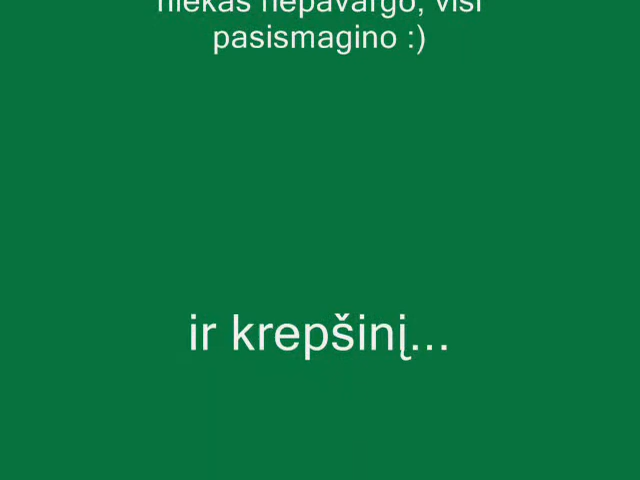 niekas nepavargo, visi
pasismagino :)
ir krepšinį...